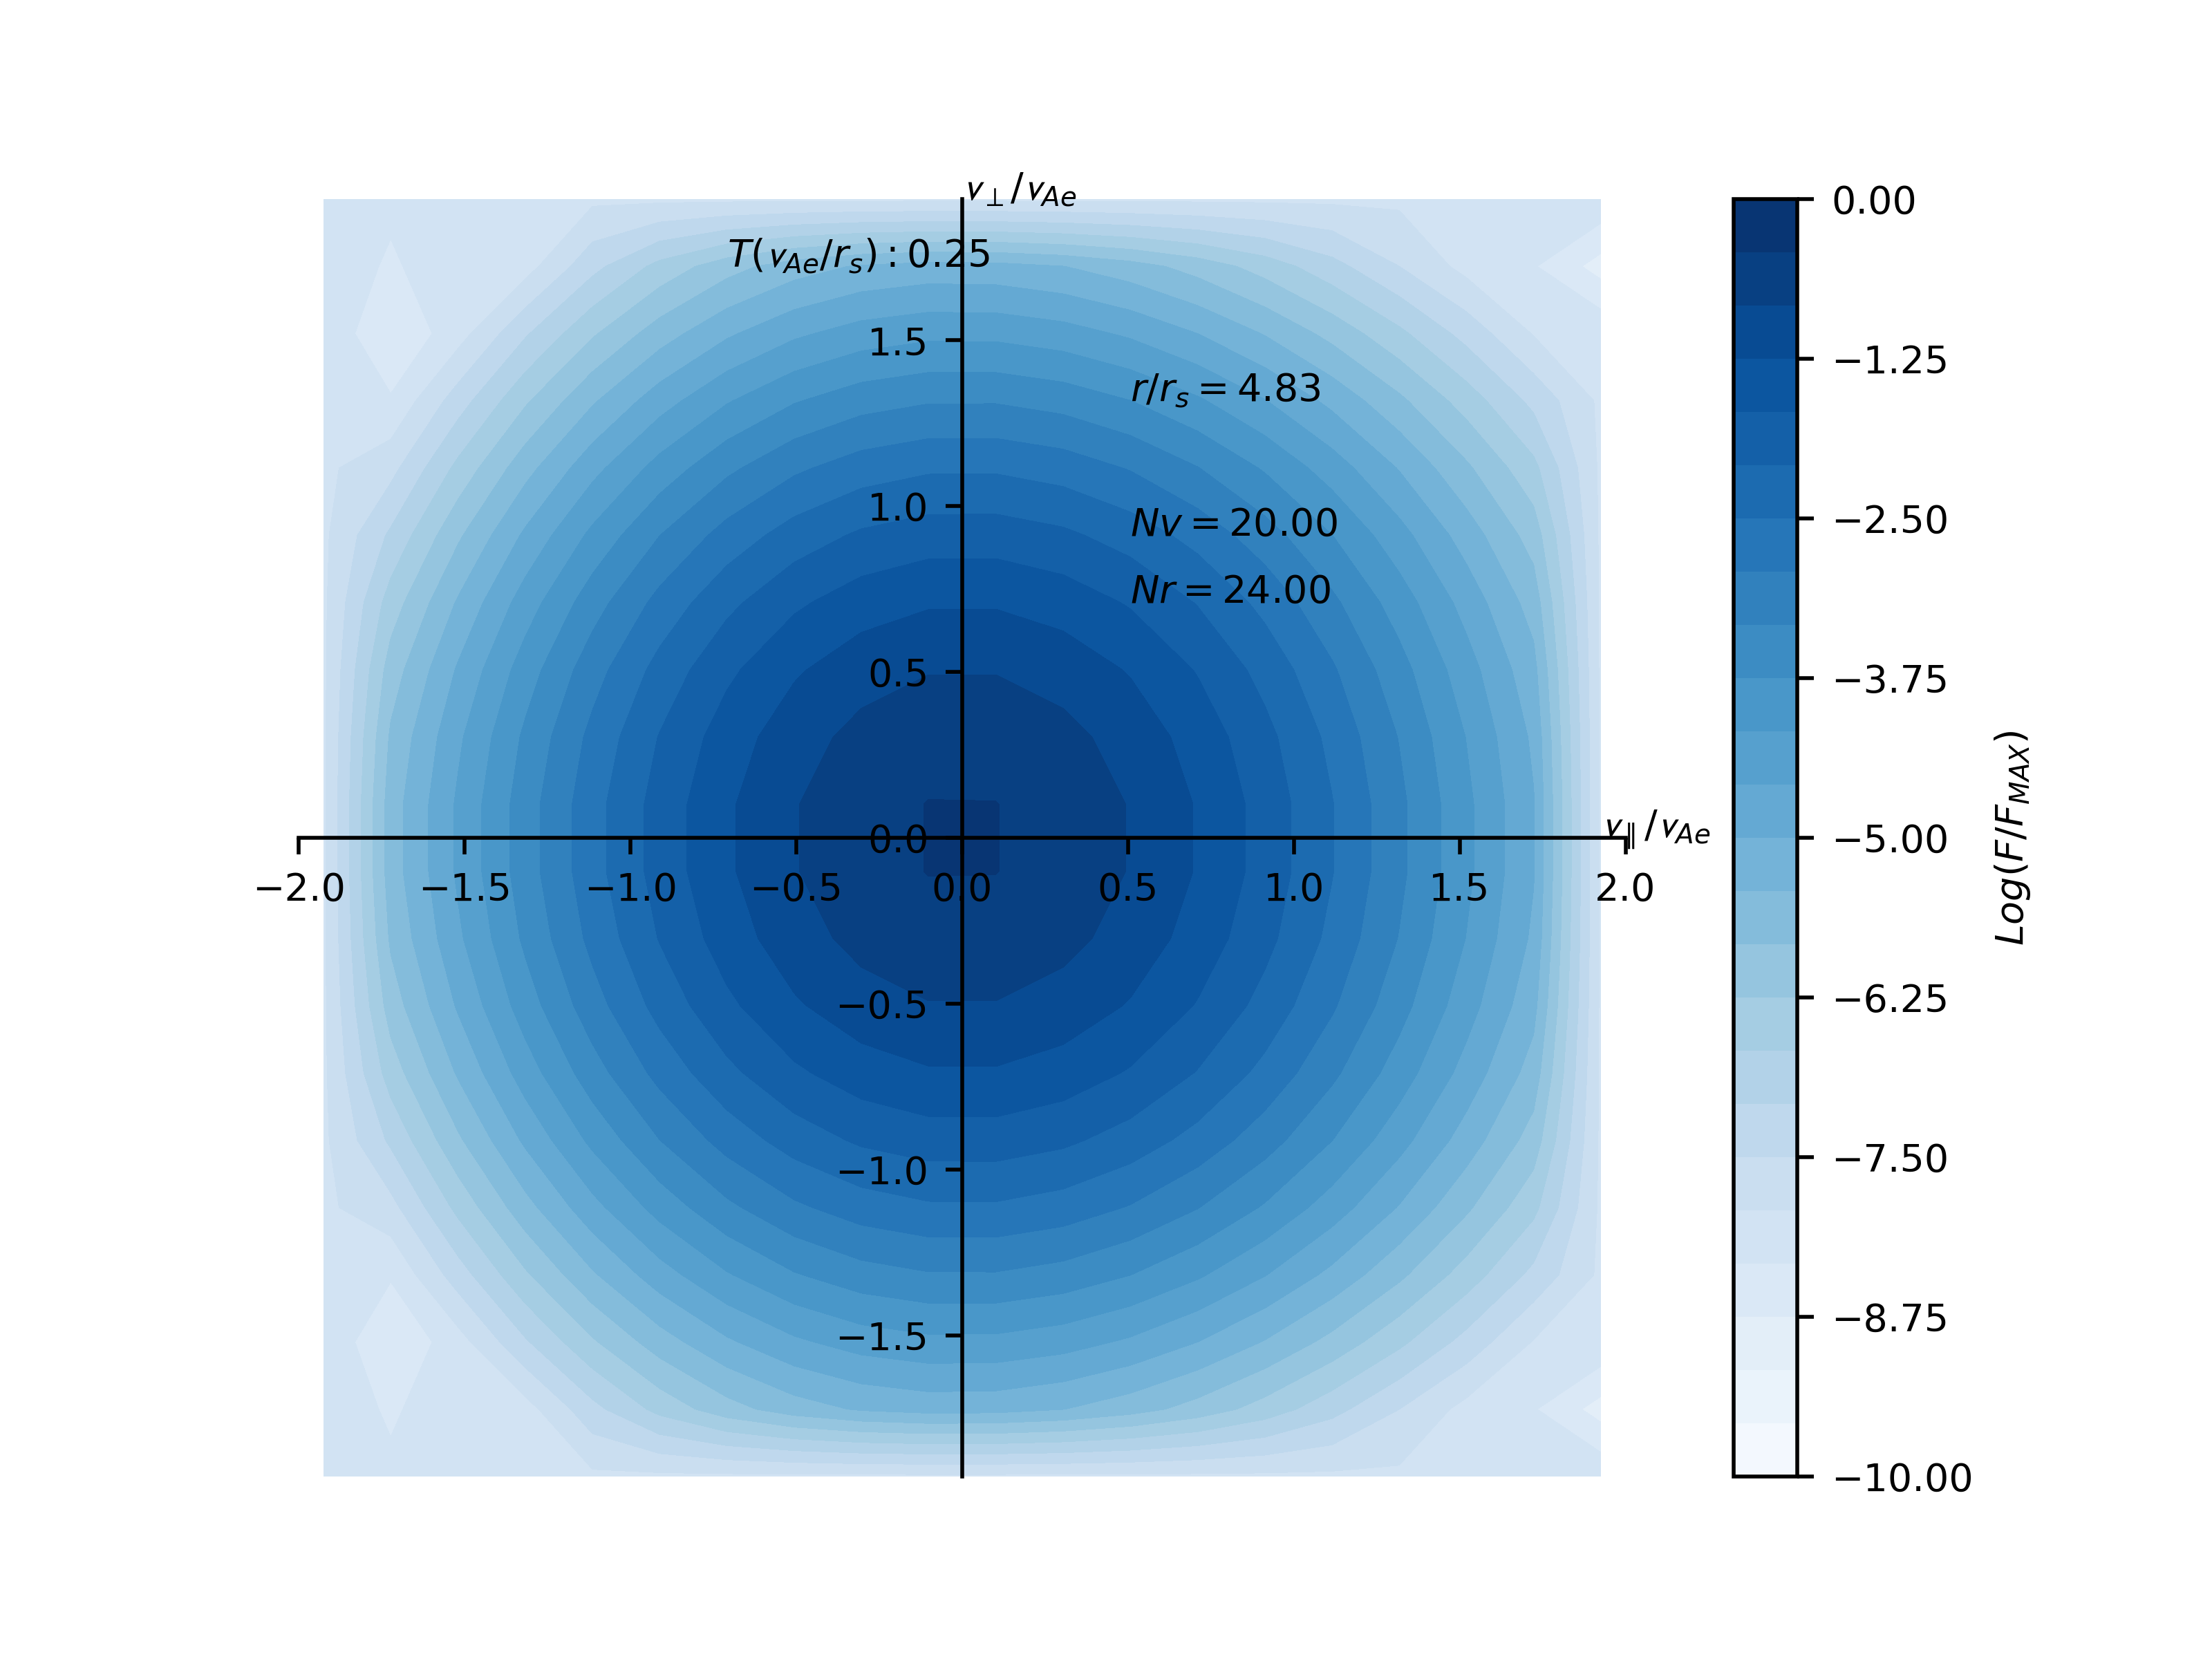 v⊥/vAe
T(vAe/rs) : 0.25
r/rs = 4.83
Nv = 20.00
Nr = 24.00
1.5
1.0
0.5
0.0
−0.5
−1.0
−1.5
−2.0 −1.5 −1.0 −0.5 0.0 0.5 1.0 1.5 2.0
v∥/vAe
0.00
−1.25
−2.50
−3.75
−5.00
−6.25
−7.50
−8.75
−10.00
Log(F/FMAX)